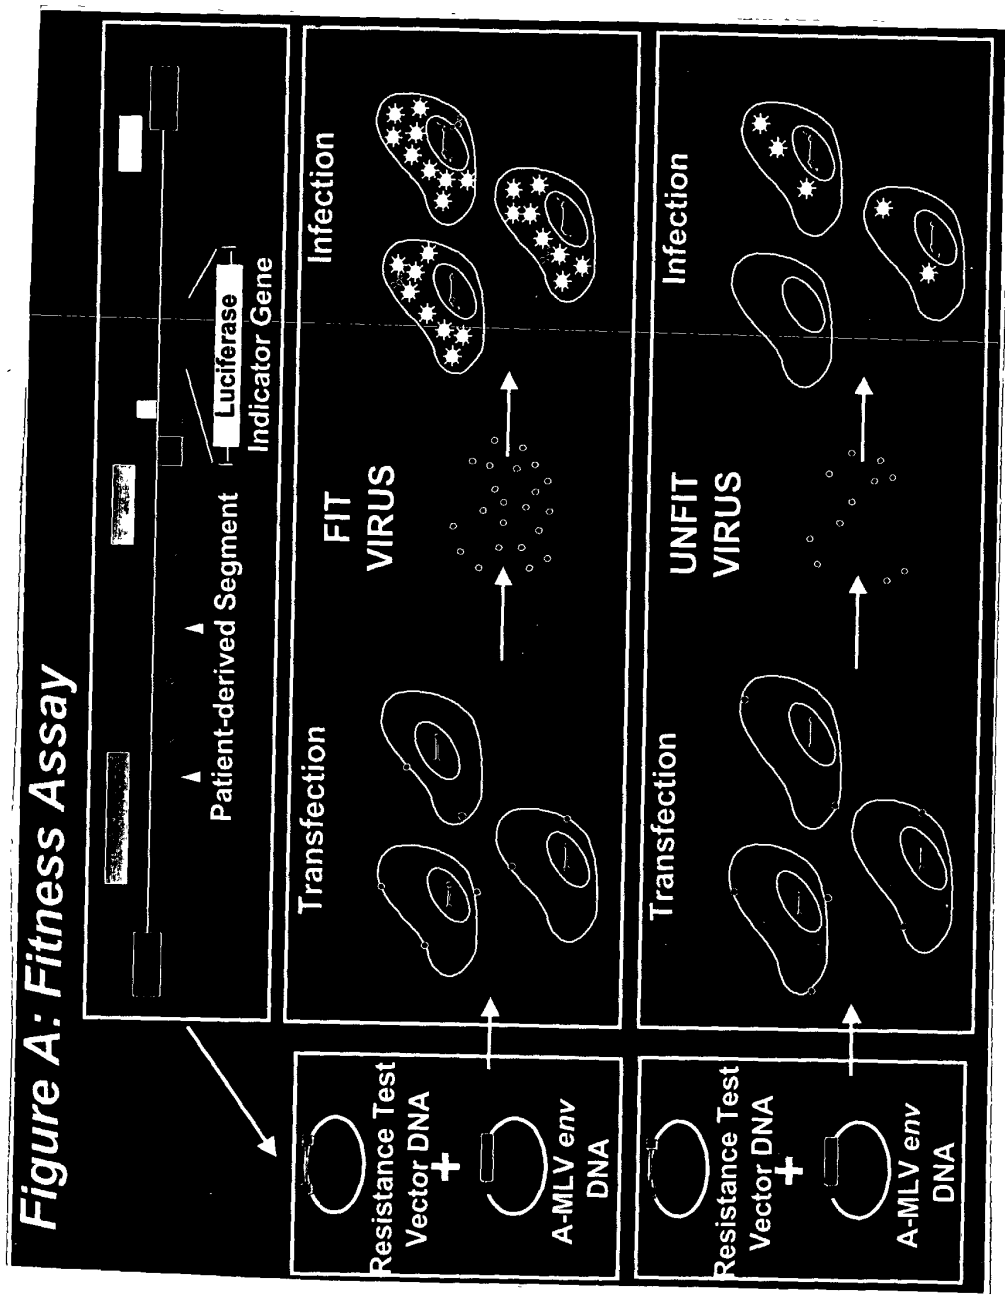 Figure A: Fitness Assay
Patient-derived Segment
Luciferase
Indicator Gene
Resistance Test
Vector DNA
+
A-MLV env
DNA
Transfection
FIT
VIRUS
Infection
Resistance Test
Vector DNA
+
A-MLV env
DNA
Transfection
UNFIT
VIRUS
Infection